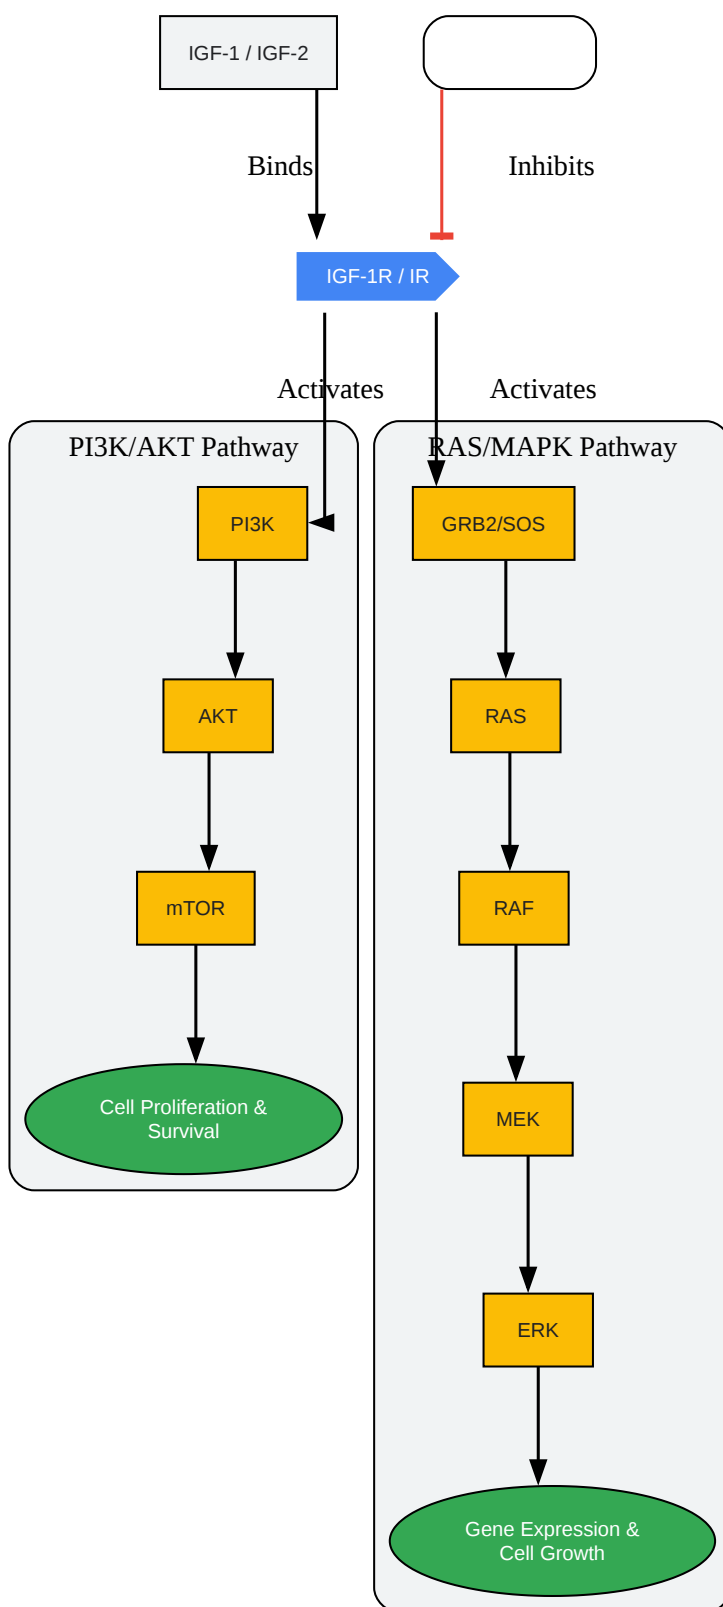 IGF-1 / IGF-2
Binds
Inhibits
IGF-1R / IR
Activates
Activates
PI3K/AKT Pathway
RAS/MAPK Pathway
PI3K
GRB2/SOS
AKT
RAS
mTOR
RAF
Cell Proliferation &
Survival
MEK
ERK
Gene Expression &
Cell Growth